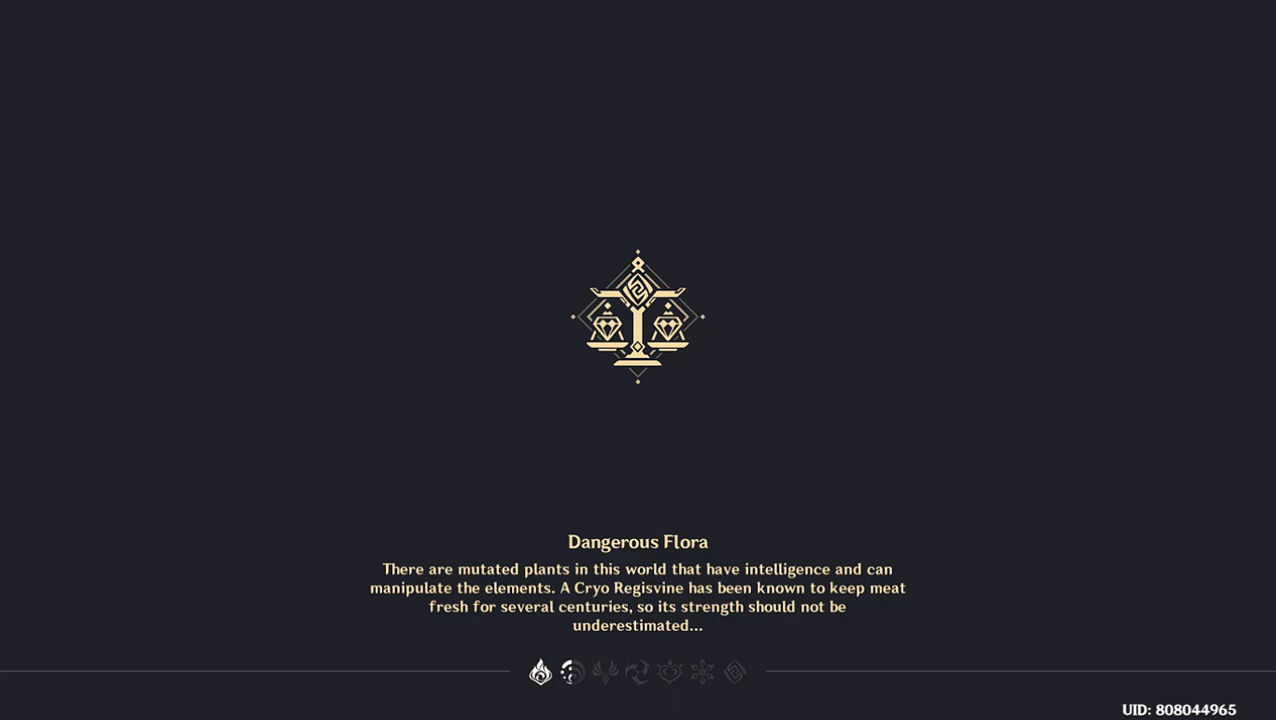 Dangerous Flora
There are mutated plants in this world that have intelligence and can
manipulate the elements. A Cryo Regisvine has been known to keep meat
fresh for several centuries, so its strength should not be
underestimated...
UID: 808044965